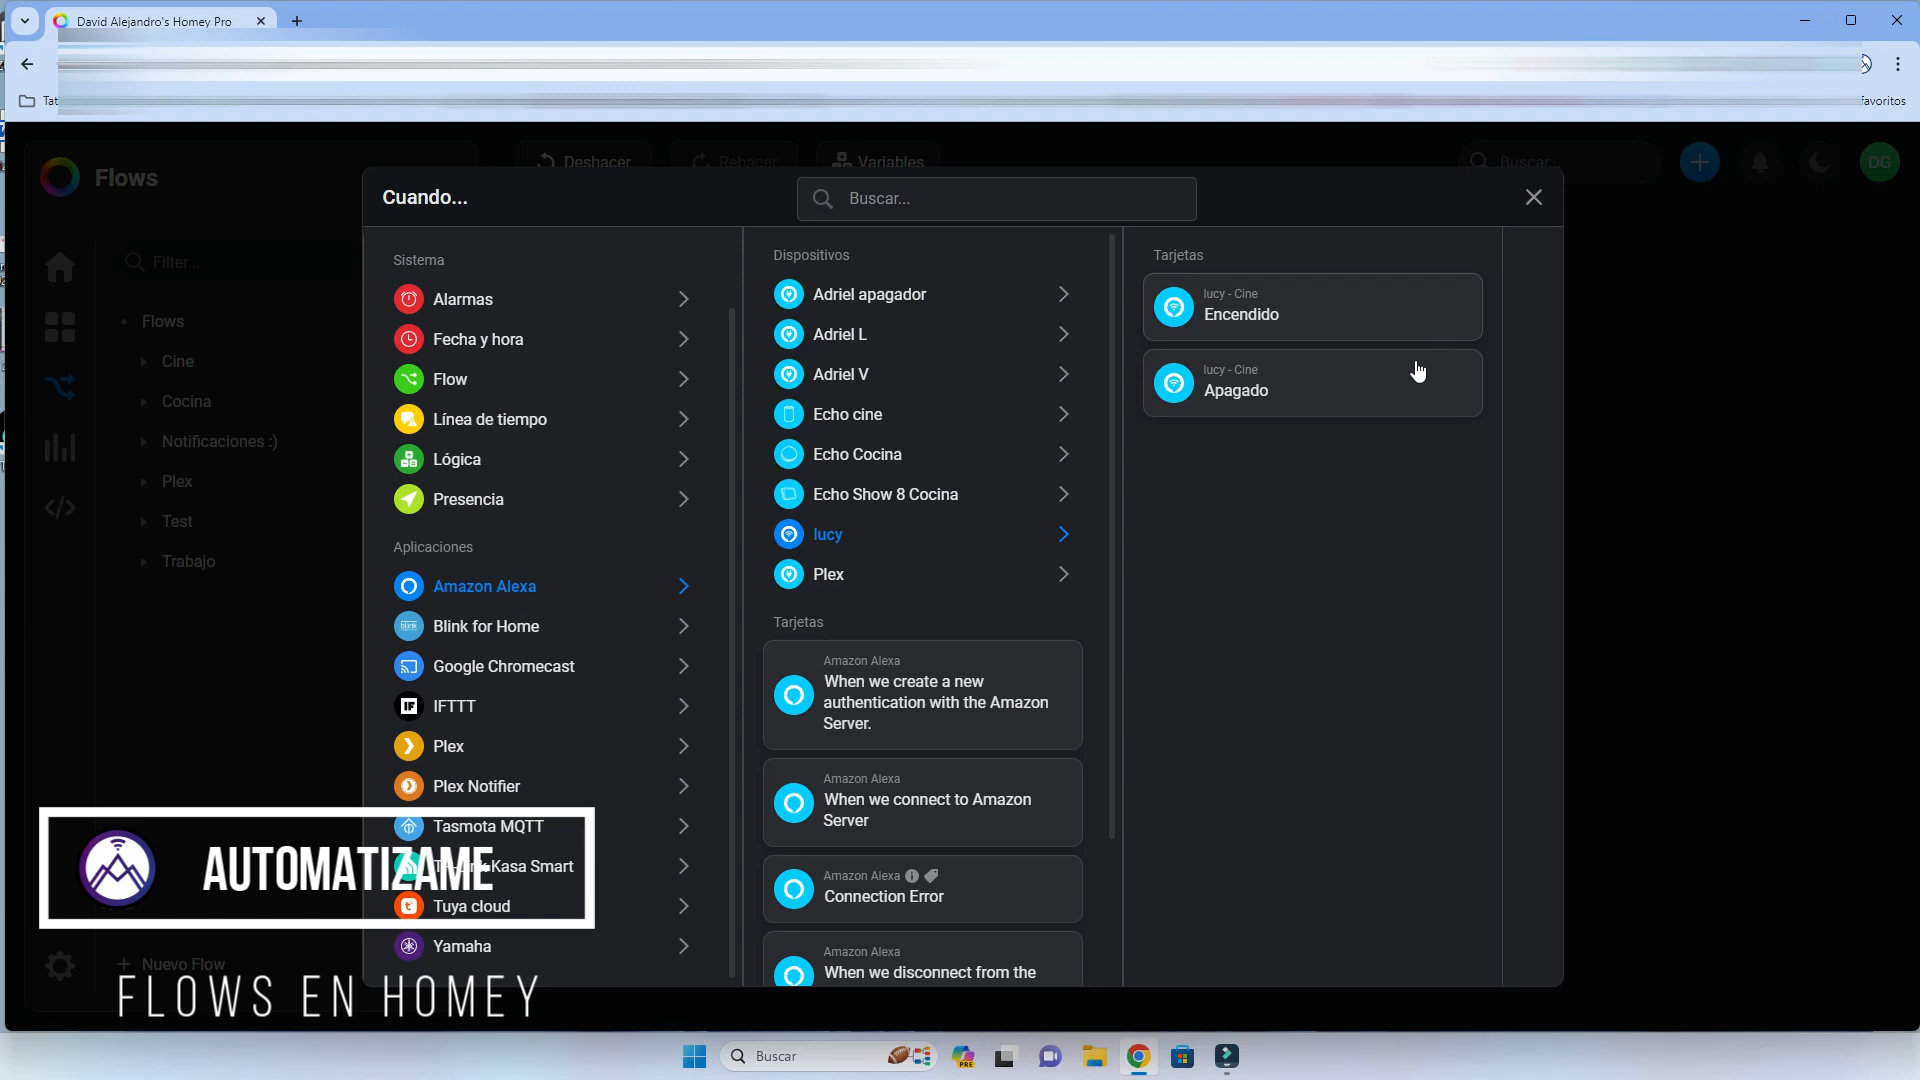 David Alejandro's Homey Pro
favoritos
Flows
Deshacer
Rehacer
Variables
Buscar...
DG
Cuando...
Buscar...
Filter...
Flows
Cine
Cocina
Notificaciones :)
Plex
Test
Trabajo
Nuevo Flow
Sistema
Alarmas
Fecha y hora
Flow
Línea de tiempo
Lógica
Presencia
Aplicaciones
Amazon Alexa
Blink for Home
Google Chromecast
IFTTT
Plex
Plex Notifier
Tasmota MQTT
Kasa Smart
Tuya cloud
Yamaha
Dispositivos
Adriel apagador
Adriel L
Adriel V
Echo cine
Echo Cocina
Echo Show 8 Cocina
lucy
Plex
Tarjetas
Amazon Alexa
When we create a new
authentication with the Amazon
Server.
Amazon Alexa
When we connect to Amazon
Server
Amazon Alexa
Connection Error
Amazon Alexa
When we disconnect from the
Tarjetas
lucy - Cine
Encendido
lucy - Cine
Apagado
AUTOMATIZAME
FLOWS EN HOMEY
Buscar